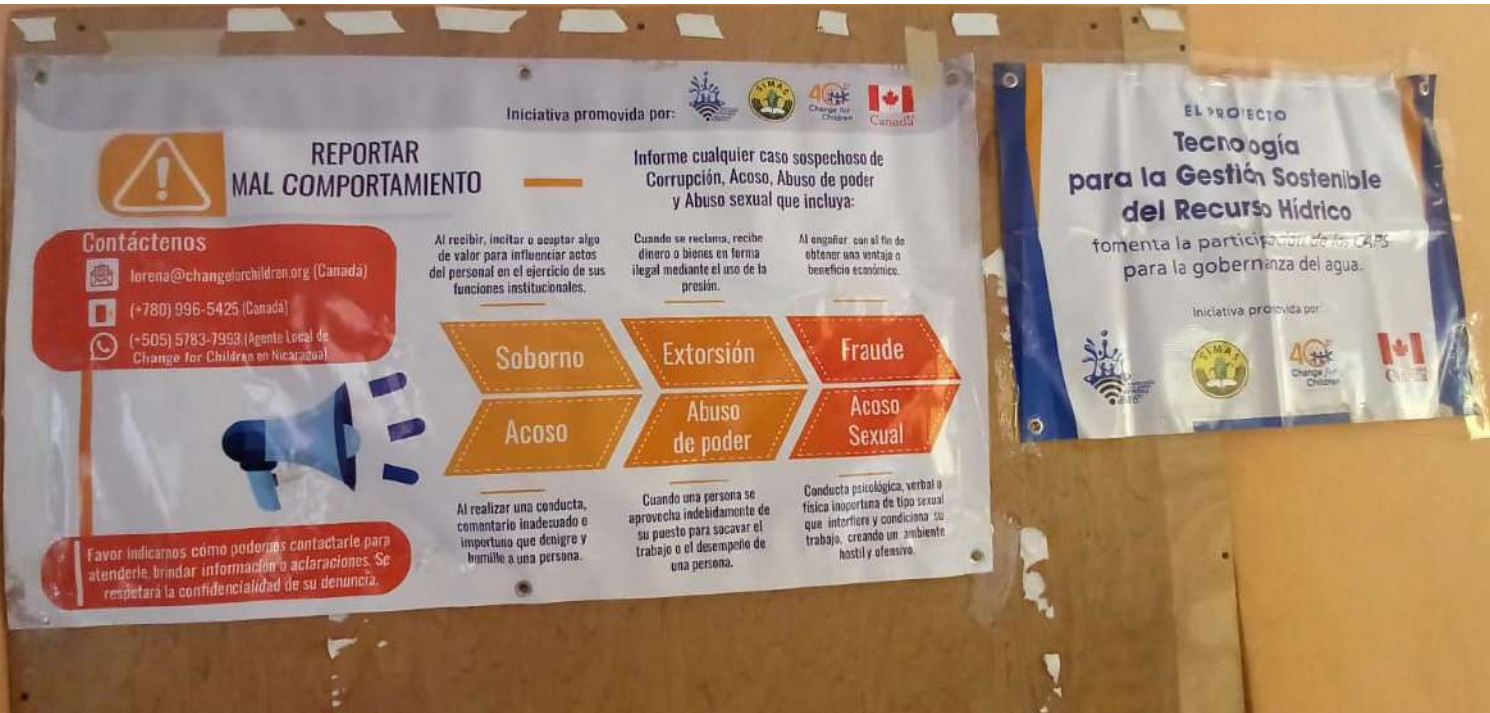 Iniciativa promovida por:
SIMAS
40
Change for
Children
Canada
REPORTAR
MAL COMPORTAMIENTO
Informe cualquier caso sospechoso de
Corrupción, Acoso, Abuso de poder
y Abuso sexual que incluya:
Contáctenos
lorena@changeforchildren.org (Canadá)
(+780) 996-5425 (Canadá)
(+505) 5783-7993 (Agente Local de
Change for Children en Nicaragua)
Al recibir, incitar o aceptar algo
de valor para influenciar actos
del personal en el ejercicio de sus
funciones institucionales.
Cuando se reclama, recibe
dinero o bienes en forma
ilegal mediante el uso de la
presión.
Al engañar con el fin de
obtener una ventaja o
beneficio económico.
Soborno
Extorsión
Fraude
Acoso
Abuso
de poder
Acoso
Sexual
Al realizar una conducta,
comentario inadecuado o
importuno que denigre y
humille a una persona.
Cuando una persona se
aprovecha indebidamente de
su puesto para socavar el
trabajo o el desempeño de
una persona.
Conducta psicológica, verbal o
física inoportuna de tipo sexual
que interfiere y condiciona su
trabajo, creando un ambiente
hostil y ofensivo.
Favor indicarnos cómo podemos contactarle para
atenderle, brindar información o aclaraciones. Se
respetará la confidencialidad de su denuncia.
EL PROYECTO
Tecnología
para la Gestión Sostenible
del Recurso Hídrico
fomenta la participación de los CAPS
para la gobernanza del agua.
Iniciativa promovida por:
SIMAS
40
Change for
Children
Canada